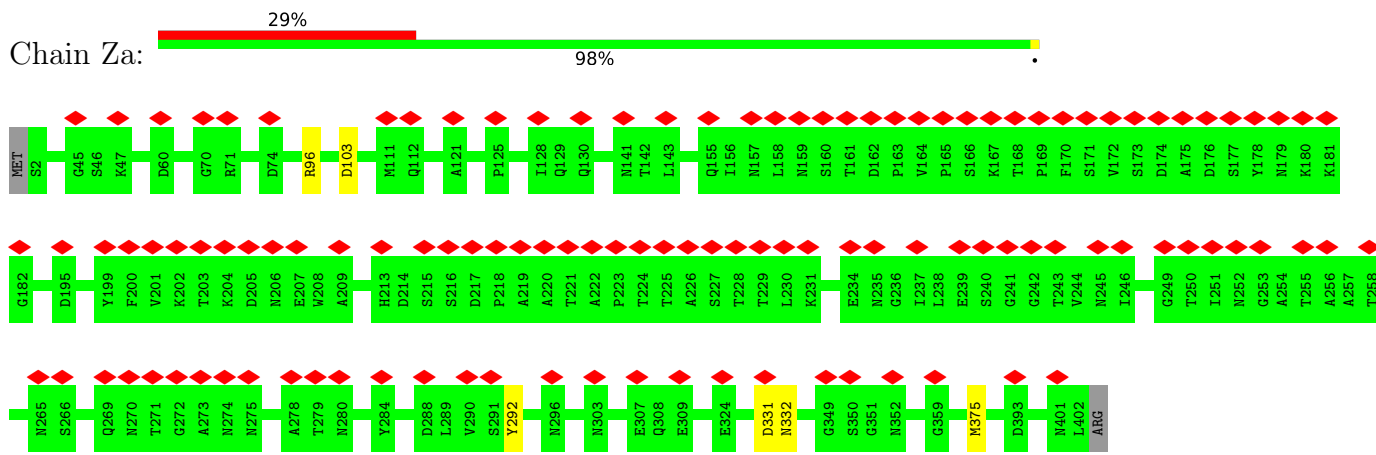 29%
Chain Za:
98%
•
MET S2 G45 S46 K47 D60 G70 R71 D74 R96 D103 M111 Q112 A121 P125 I128 Q129 Q130 N141 T142 L143 Q155 I156 N157 L158 N159 S160 T161 D162 P163 V164 P165 S166 K167 T168 P169 F170 S171 V172 S173 D174 A175 D176 S177 Y178 N179 K180 K181
G182 D195 Y199 F200 V201 K202 T203 K204 D205 N206 E207 W208 A209 H213 D214 S215 S216 D217 P218 A219 A220 T221 A222 P223 T224 T225 A226 S227 T228 T229 L230 K231 E234 N235 G236 I237 L238 E239 S240 G241 G242 T243 V244 N245 I246 G249 T250 I251 N252 G253 A254 T255 A256 A257 T258
N265 S266 Q269 N270 T271 G272 A273 N274 N275 A278 T279 N280 Y284 D288 L289 V290 S291 Y292 N296 N303 E307 Q308 E309 E324 D331 N332 G349 S350 G351 N352 G359 M375 D393 N401 L402 ARG